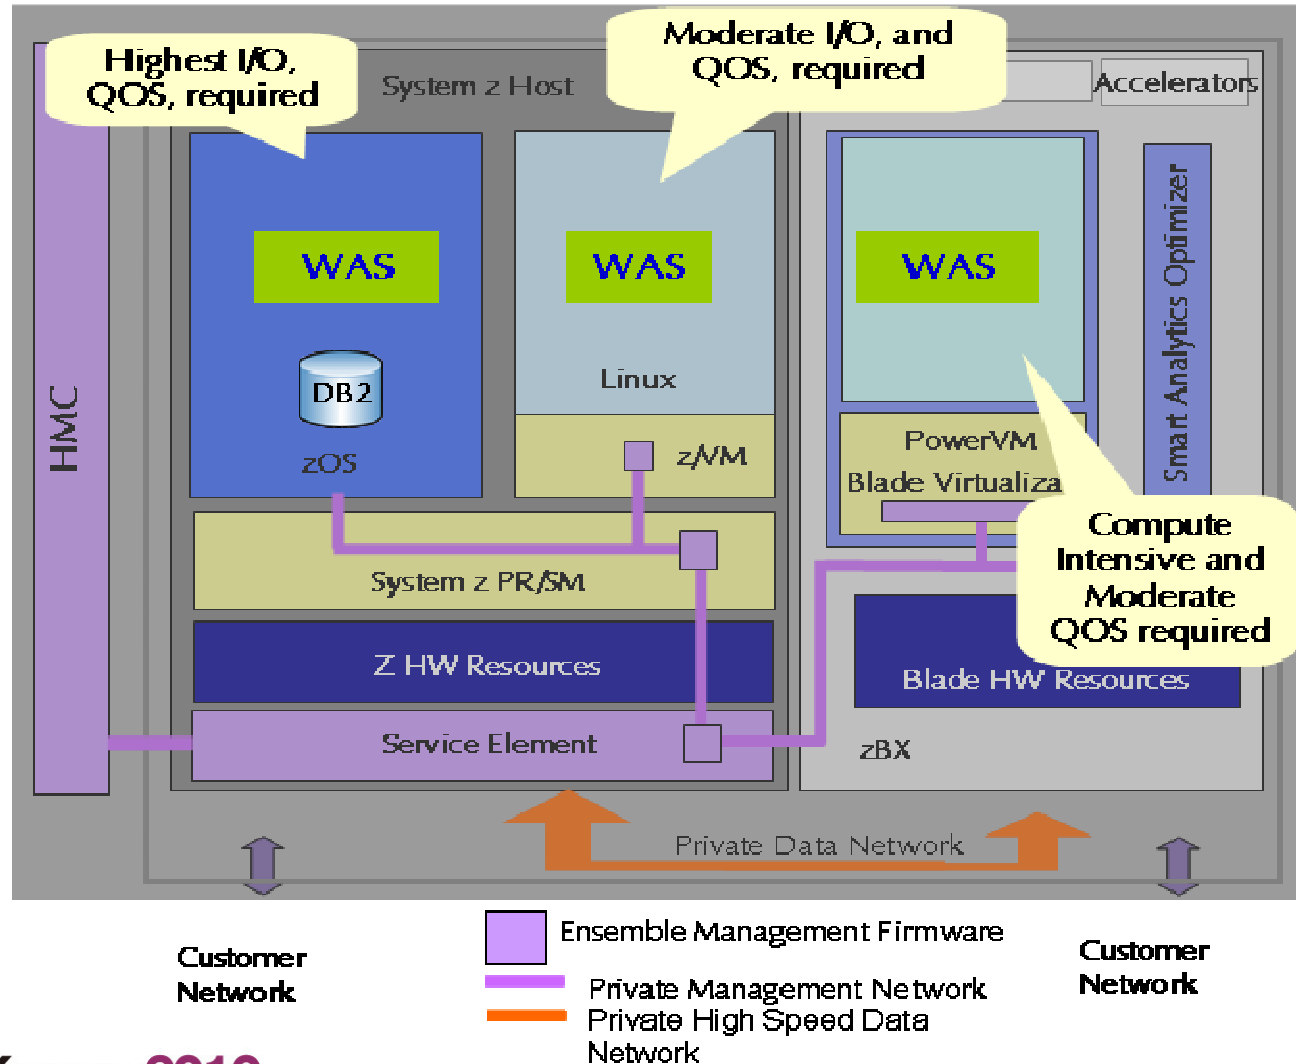 Highest I/O,
QOS, required
Moderate I/O, and
QOS, required
System z Host
Accelerators
WAS
WAS
WAS
DB2
zOS
Linux
z/VM
PowerVM
Blade Virtualiza
Smart Analytics Optimizer
HMC
Compute
Intensive and
Moderate
QOS required
System z PR/SM
Z HW Resources
Blade HW Resources
Service Element
zBX
Private Data Network
Customer
Network
Ensemble Management Firmware
Private Management Network
Private High Speed Data
Network
Customer
Network